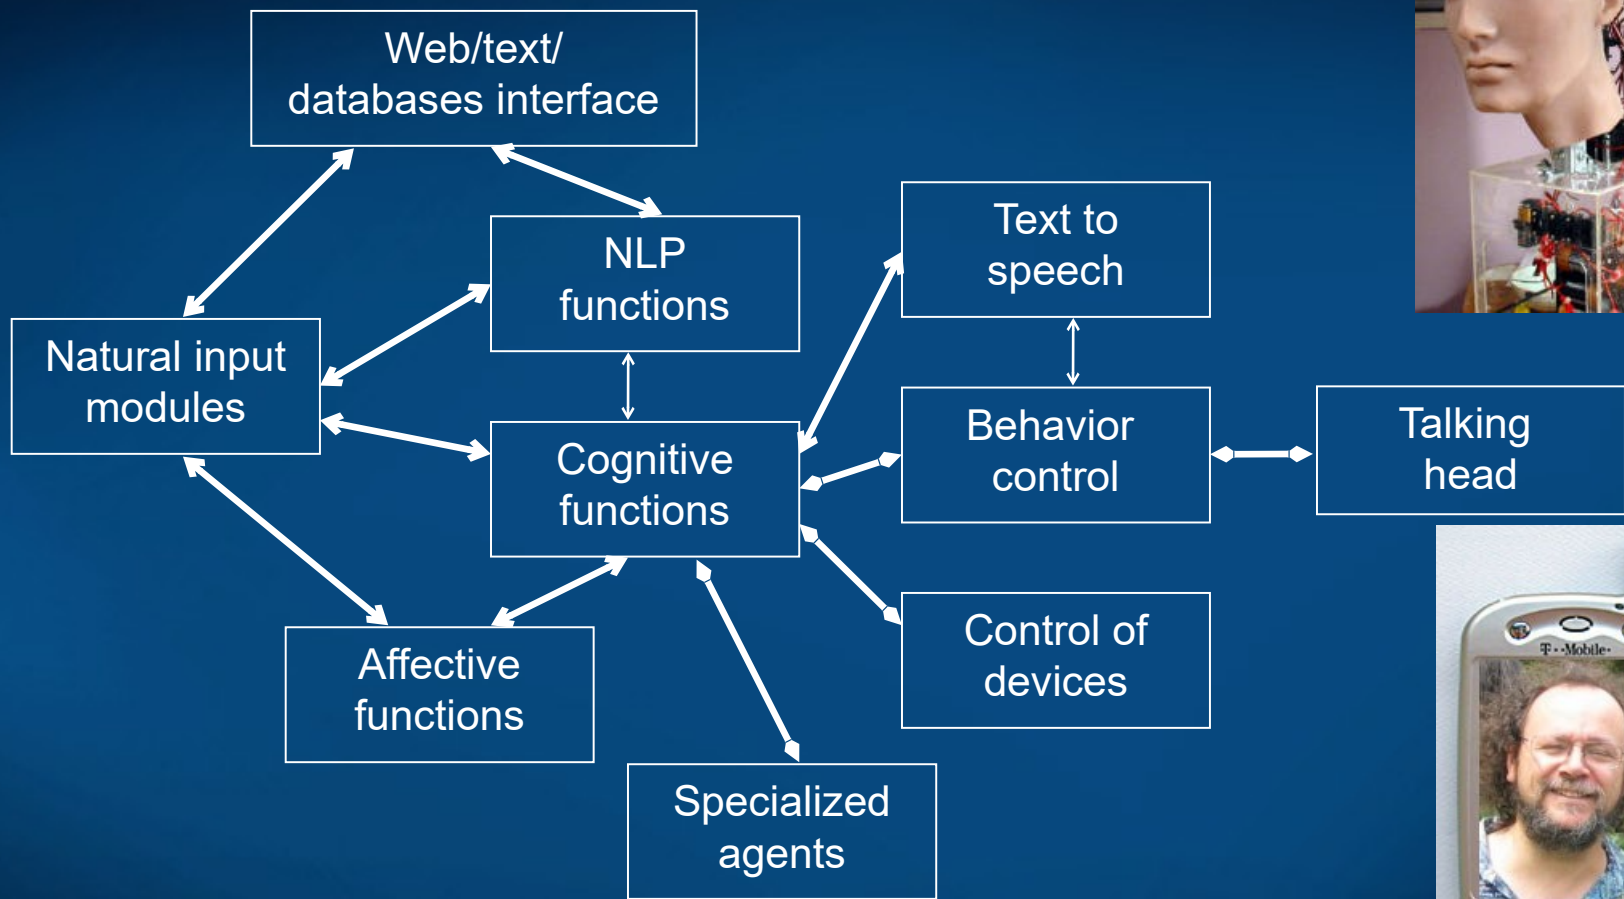 Web/text/
databases interface
NLP
functions
Text to
speech
Natural input
modules
Cognitive
functions
Behavior
control
Talking
head
Affective
functions
Control of
devices
Specialized
agents
T··Mobile·